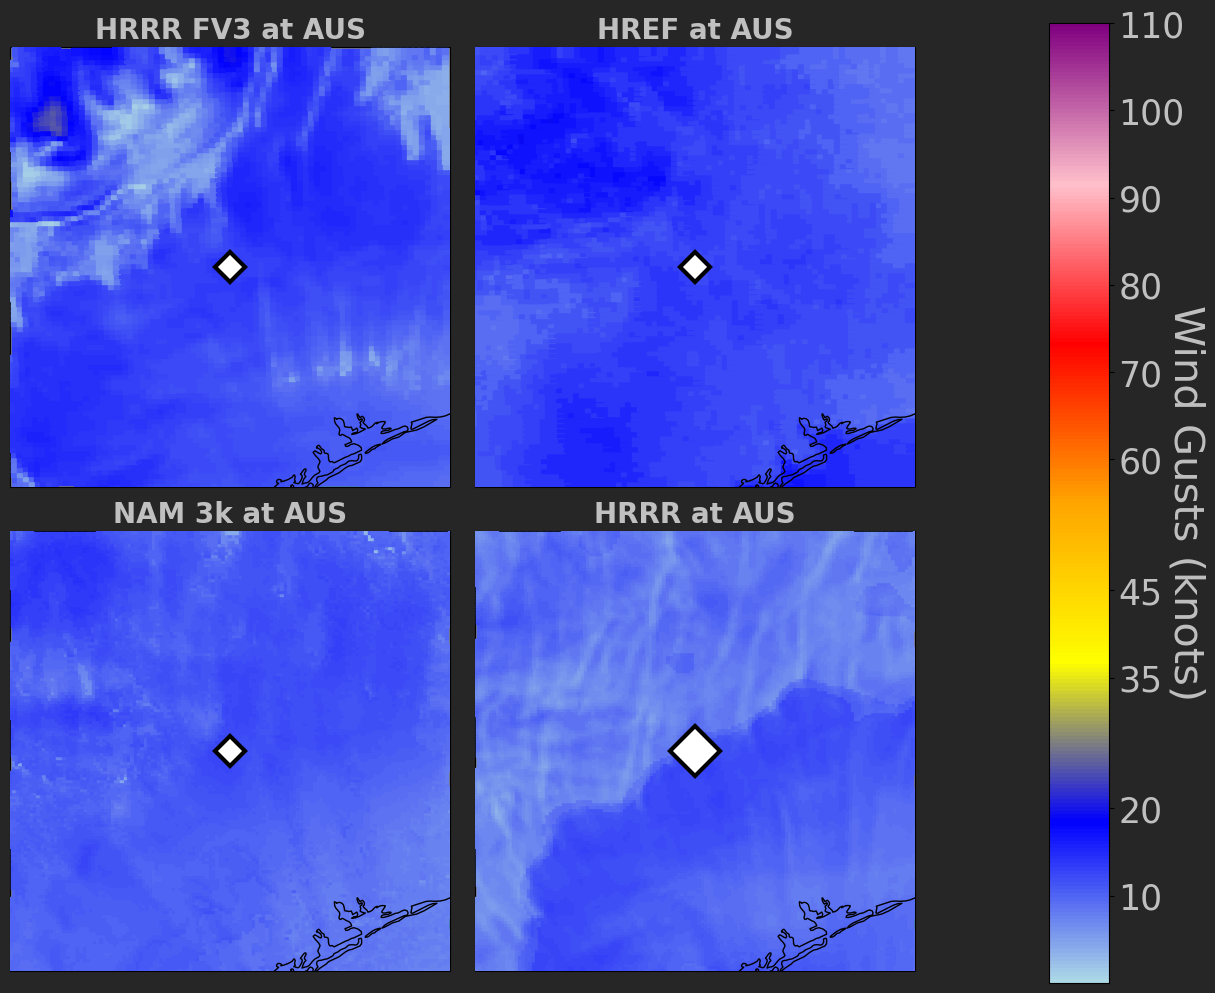 HRRR FV3 at AUS
HREF at AUS
NAM 3k at AUS
HRRR at AUS
110
100
90
80
70
60
45
35
20
10
Wind Gusts (knots)